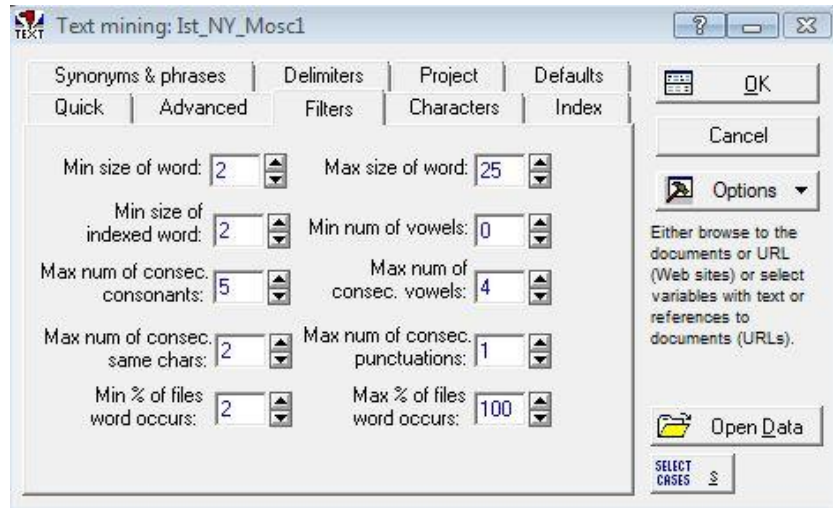 TEXT
Text mining: Ist_NY_Mosc1
?
Synonyms & phrases Delimiters Project Defaults
Quick Advanced Filters Characters Index
Min size of word: 2
Max size of word: 25
Min size of
indexed word: 2
Min num of vowels: 0
Max num of consec.
consonants: 5
Max num of
consec. vowels: 4
Max num of consec.
same chars: 2
Max num of consec.
punctuations: 1
Min % of files
word occurs: 2
Max % of files
word occurs: 100
OK
Cancel
Options
Either browse to the
documents or URL
(Web sites) or select
variables with text or
references to
documents (URLs).
Open Data
SELECT
CASES S